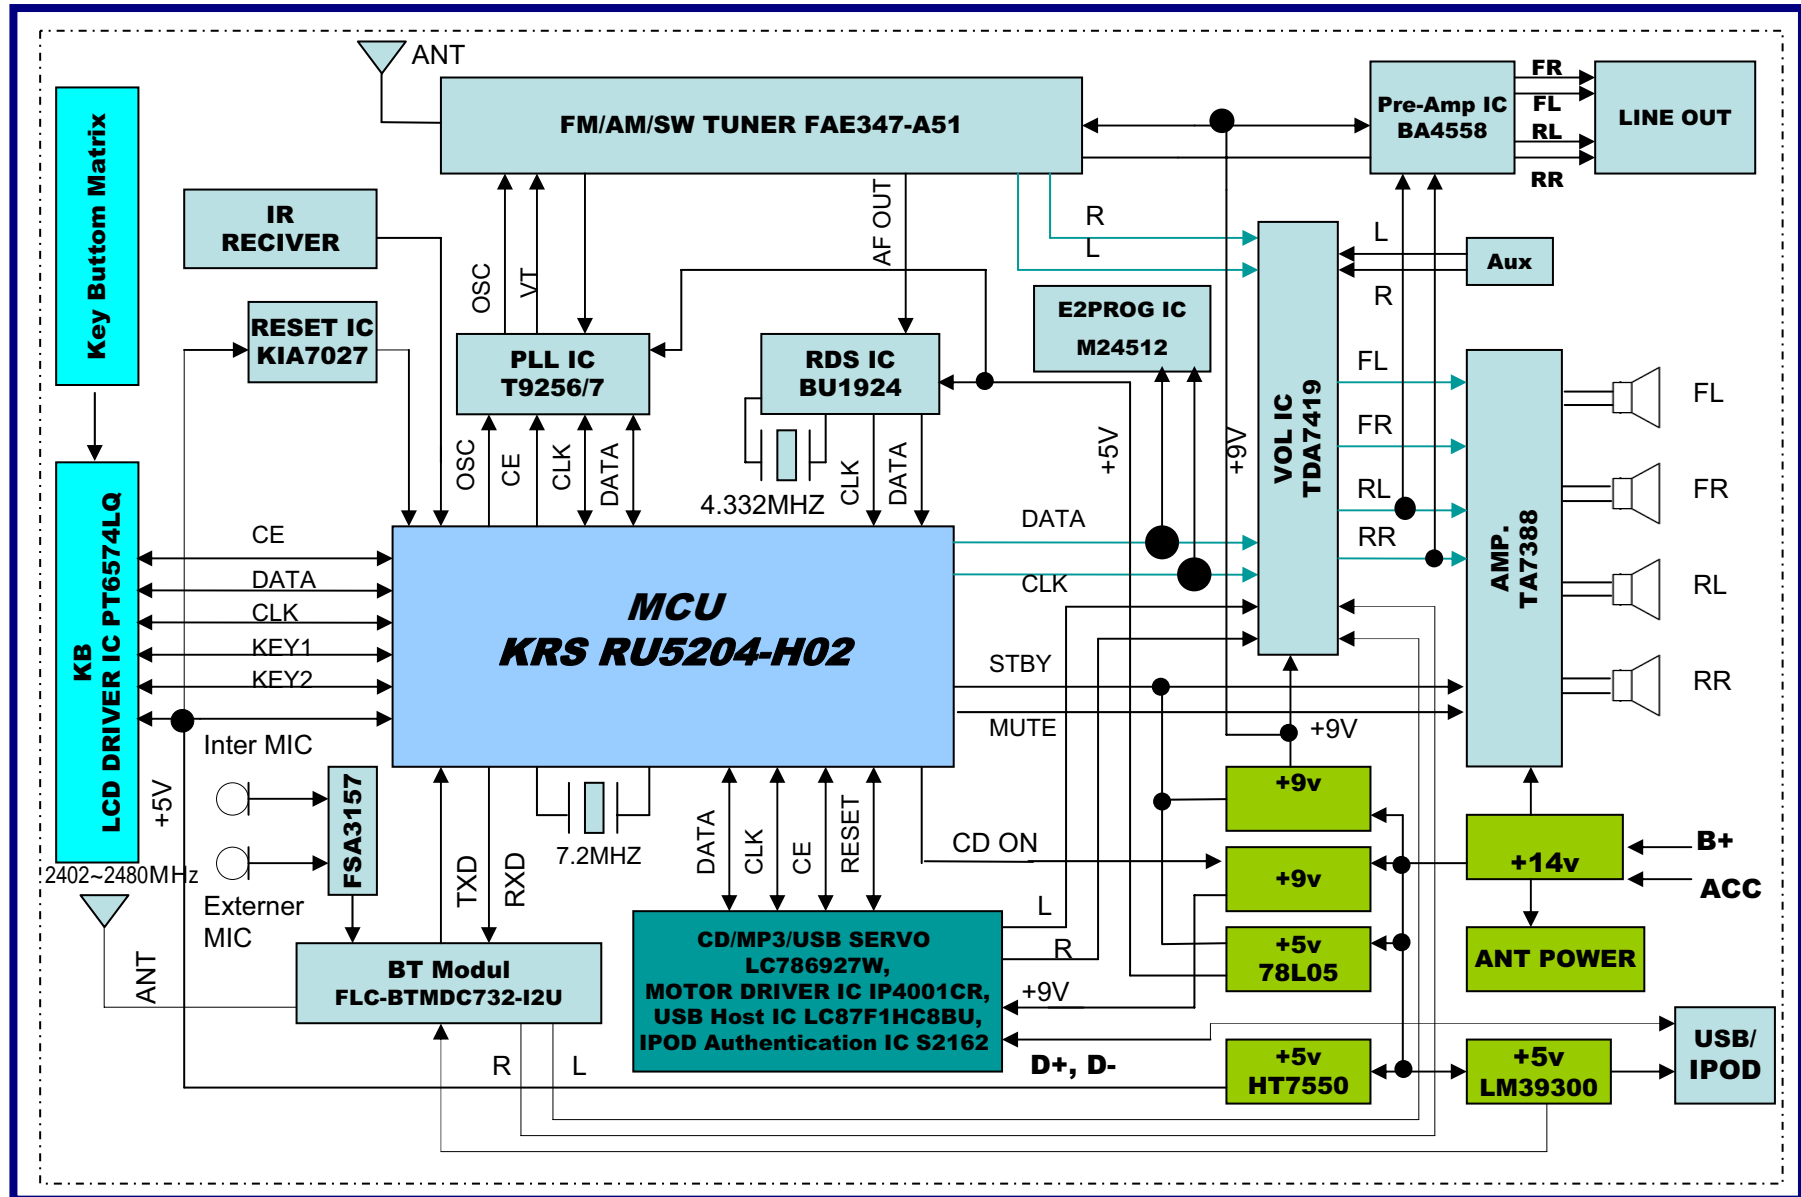 ANT
FM/AM/SW TUNER FAE347-A51
Pre-Amp IC
BA4558
FR
FL
RL
RR
LINE OUT
Key Buttom Matrix
IR
RECIVER
RESET IC
KIA7027
OSC
VT
AF OUT
R
L
L
R
Aux
E2PROG IC
M24512
PLL IC
T9256/7
RDS IC
BU1924
VOL IC
TDA7419
FL
FR
RL
RR
AMP.
TA7388
FL
FR
RL
RR
+5V
+9V
OSC
CE
CLK
DATA
4.332MHZ
CLK
DATA
KB
LCD DRIVER IC PT6574LQ
CE
DATA
CLK
KEY1
KEY2
MCU
KRS RU5204-H02
DATA
CLK
STBY
MUTE
+9V
+5V
Inter MIC
Externer
MIC
FSA3157
2402~2480MHz
ANT
TXD
RXD
7.2MHZ
DATA
CLK
CE
RESET
CD ON
+9v
+9v
+5v
78L05
+14v
B+
ACC
ANT POWER
BT Modul
FLC-BTMDC732-I2U
R
L
CD/MP3/USB SERVO
LC786927W,
MOTOR DRIVER IC IP4001CR,
USB Host IC LC87F1HC8BU,
IPOD Authentication IC S2162
L
R
+9V
D+, D-
+5v
HT7550
+5v
LM39300
USB/
IPOD